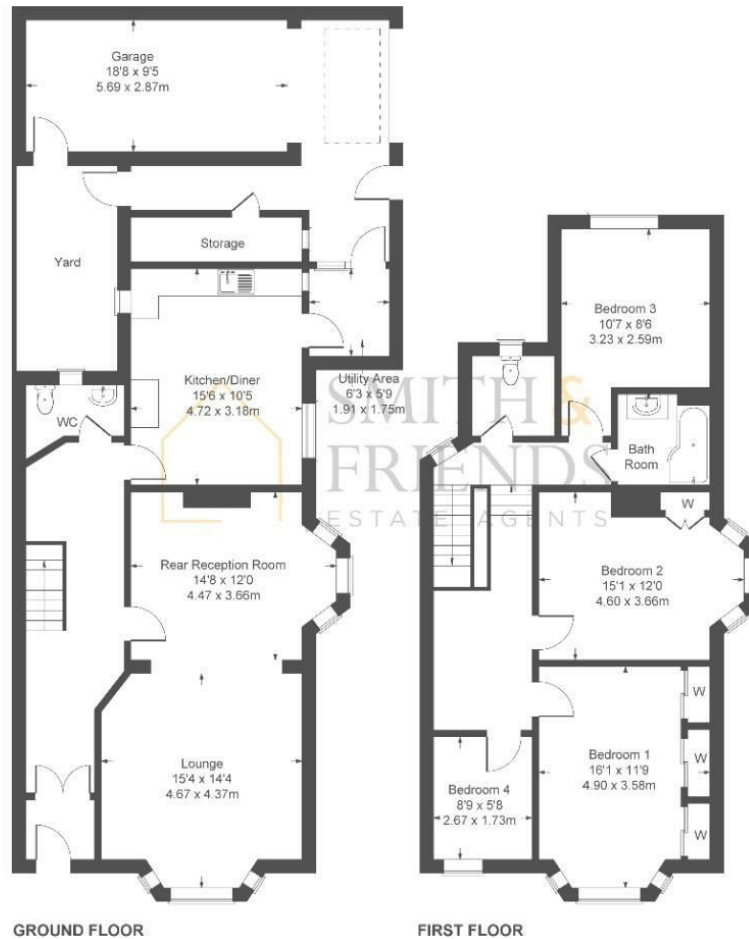 Garage
18'8 x 9'5
5.69 x 2.87m
Yard
Storage
Kitchen/Diner
15'6 x 10'5
4.72 x 3.18m
Utility Area
6'3 x 5'9
1.91 x 1.75m
WC
Rear Reception Room
14'8 x 12'0
4.47 x 3.66m
Lounge
15'4 x 14'4
4.67 x 4.37m
GROUND FLOOR
SMITH &
FRIENDS
ESTATE AGENTS
Bedroom 3
10'7 x 8'6
3.23 x 2.59m
Bath
Room
W
Bedroom 2
15'1 x 12'0
4.60 x 3.66m
W
Bedroom 1
16'1 x 11'9
4.90 x 3.58m
W
W
Bedroom 4
8'9 x 5'8
2.67 x 1.73m
FIRST FLOOR